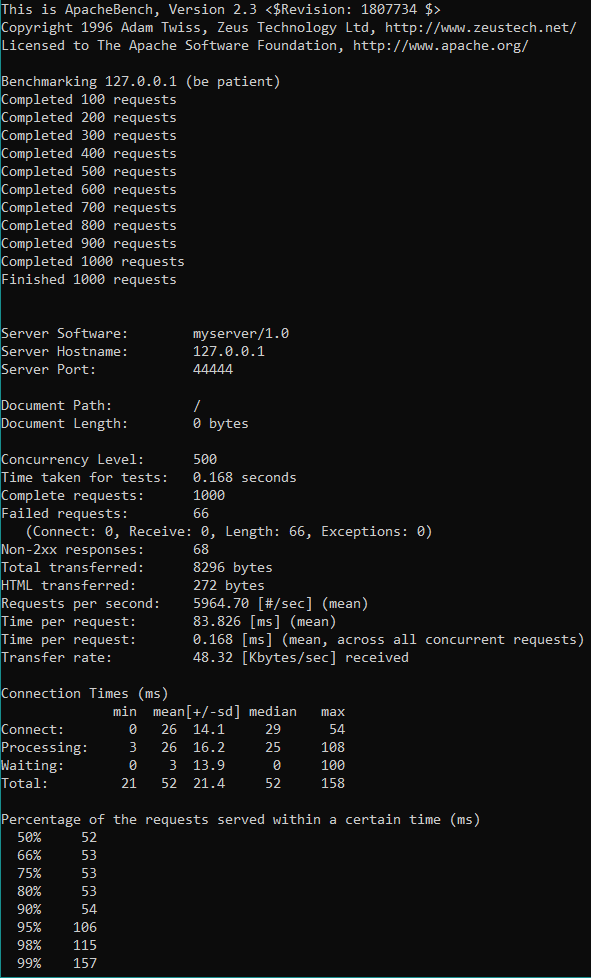 This is ApacheBench, Version 2.3 <$Revision: 1807734 $>
Copyright 1996 Adam Twiss, Zeus Technology Ltd, http://www.zeustech.net/
Licensed to The Apache Software Foundation, http://www.apache.org/

Benchmarking 127.0.0.1 (be patient)
Completed 100 requests
Completed 200 requests
Completed 300 requests
Completed 400 requests
Completed 500 requests
Completed 600 requests
Completed 700 requests
Completed 800 requests
Completed 900 requests
Completed 1000 requests
Finished 1000 requests


Server Software:        myserver/1.0
Server Hostname:        127.0.0.1
Server Port:            44444

Document Path:          /
Document Length:        0 bytes

Concurrency Level:      500
Time taken for tests:   0.168 seconds
Complete requests:      1000
Failed requests:        66
   (Connect: 0, Receive: 0, Length: 66, Exceptions: 0)
Non-2xx responses:      68
Total transferred:      8296 bytes
HTML transferred:       272 bytes
Requests per second:    5964.70 [#/sec] (mean)
Time per request:       83.826 [ms] (mean)
Time per request:       0.168 [ms] (mean, across all concurrent requests)
Transfer rate:          48.32 [Kbytes/sec] received

Connection Times (ms)
              min  mean[+/-sd] median   max
Connect:        0   26  14.1     29      54
Processing:     3   26  16.2     25     108
Waiting:        0    3  13.9      0     100
Total:         21   52  21.4     52     158

Percentage of the requests served within a certain time (ms)
  50%     52
  66%     53
  75%     53
  80%     53
  90%     54
  95%    106
  98%    115
  99%    157